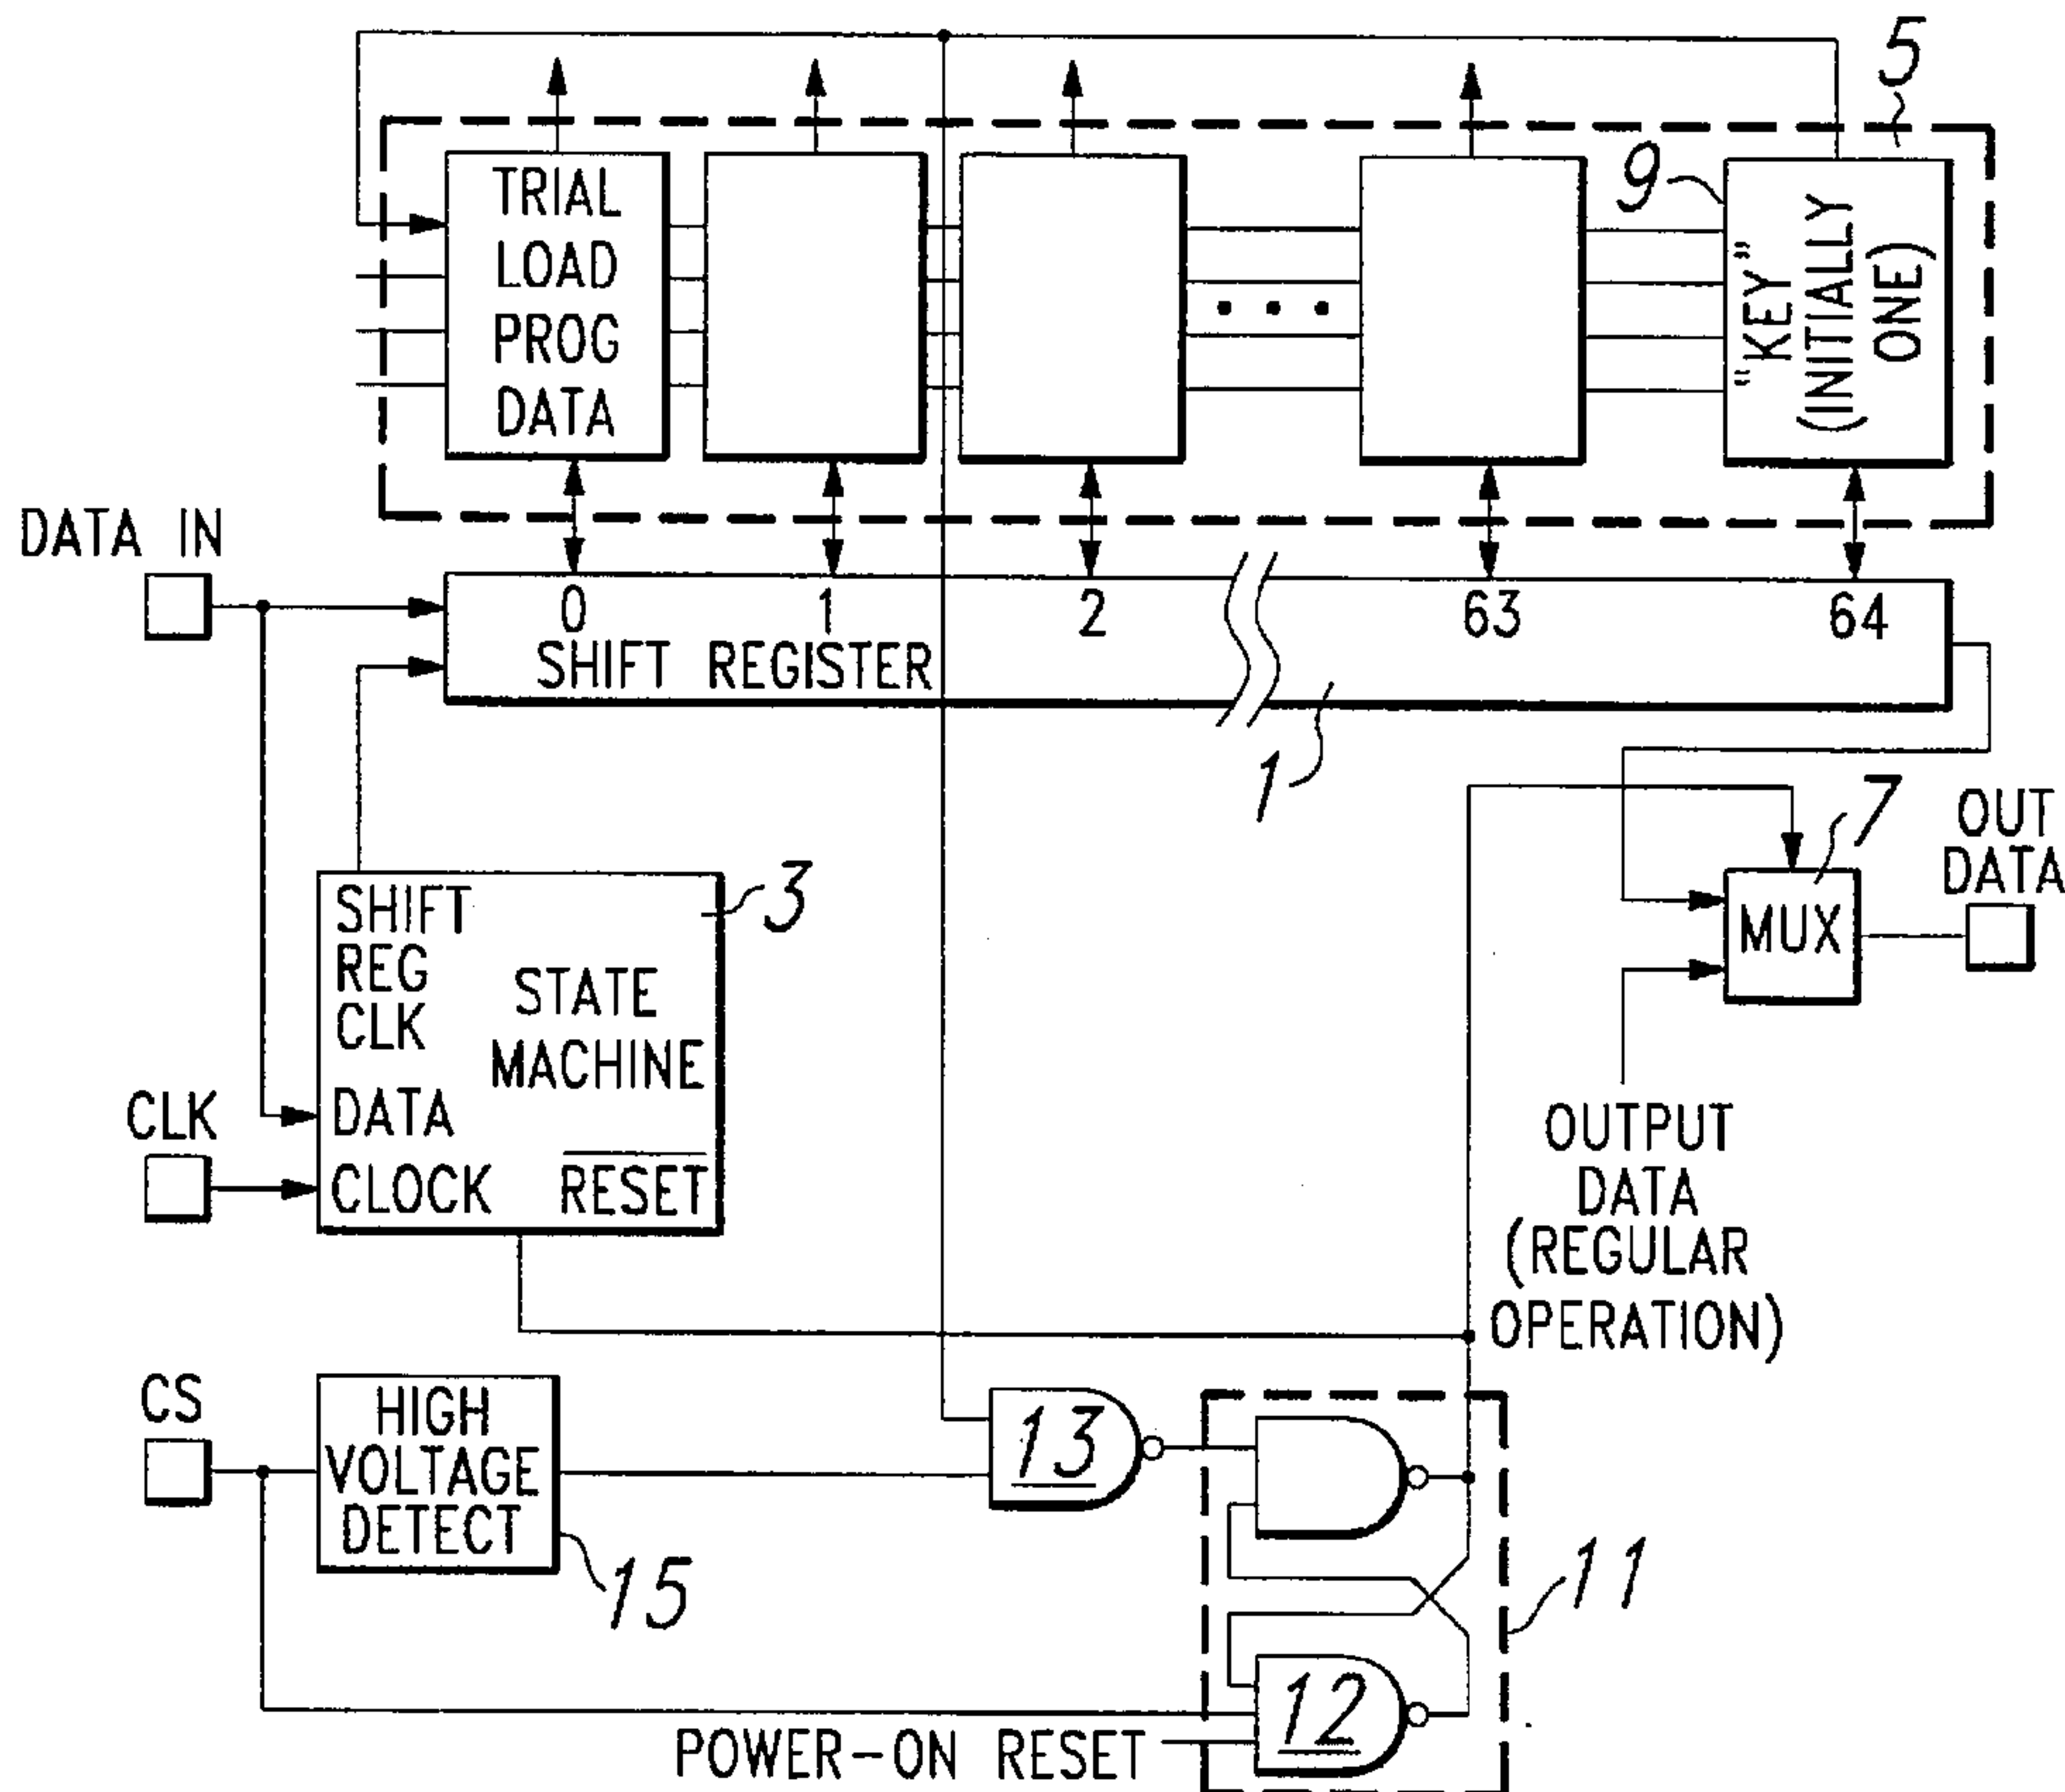 5
9
TRIAL
LOAD
PROG
DATA
"KEY"
(INITIALLY
ONE)
DATA IN
0 1 2 63 64
SHIFT REGISTER
1
7
OUT
DATA
MUX
3
SHIFT
REG
CLK
STATE
MACHINE
DATA
CLOCK RESET
CLK
OUTPUT
DATA
(REGULAR
OPERATION)
CS
HIGH
VOLTAGE
DETECT
15
13
11
12
POWER-ON RESET